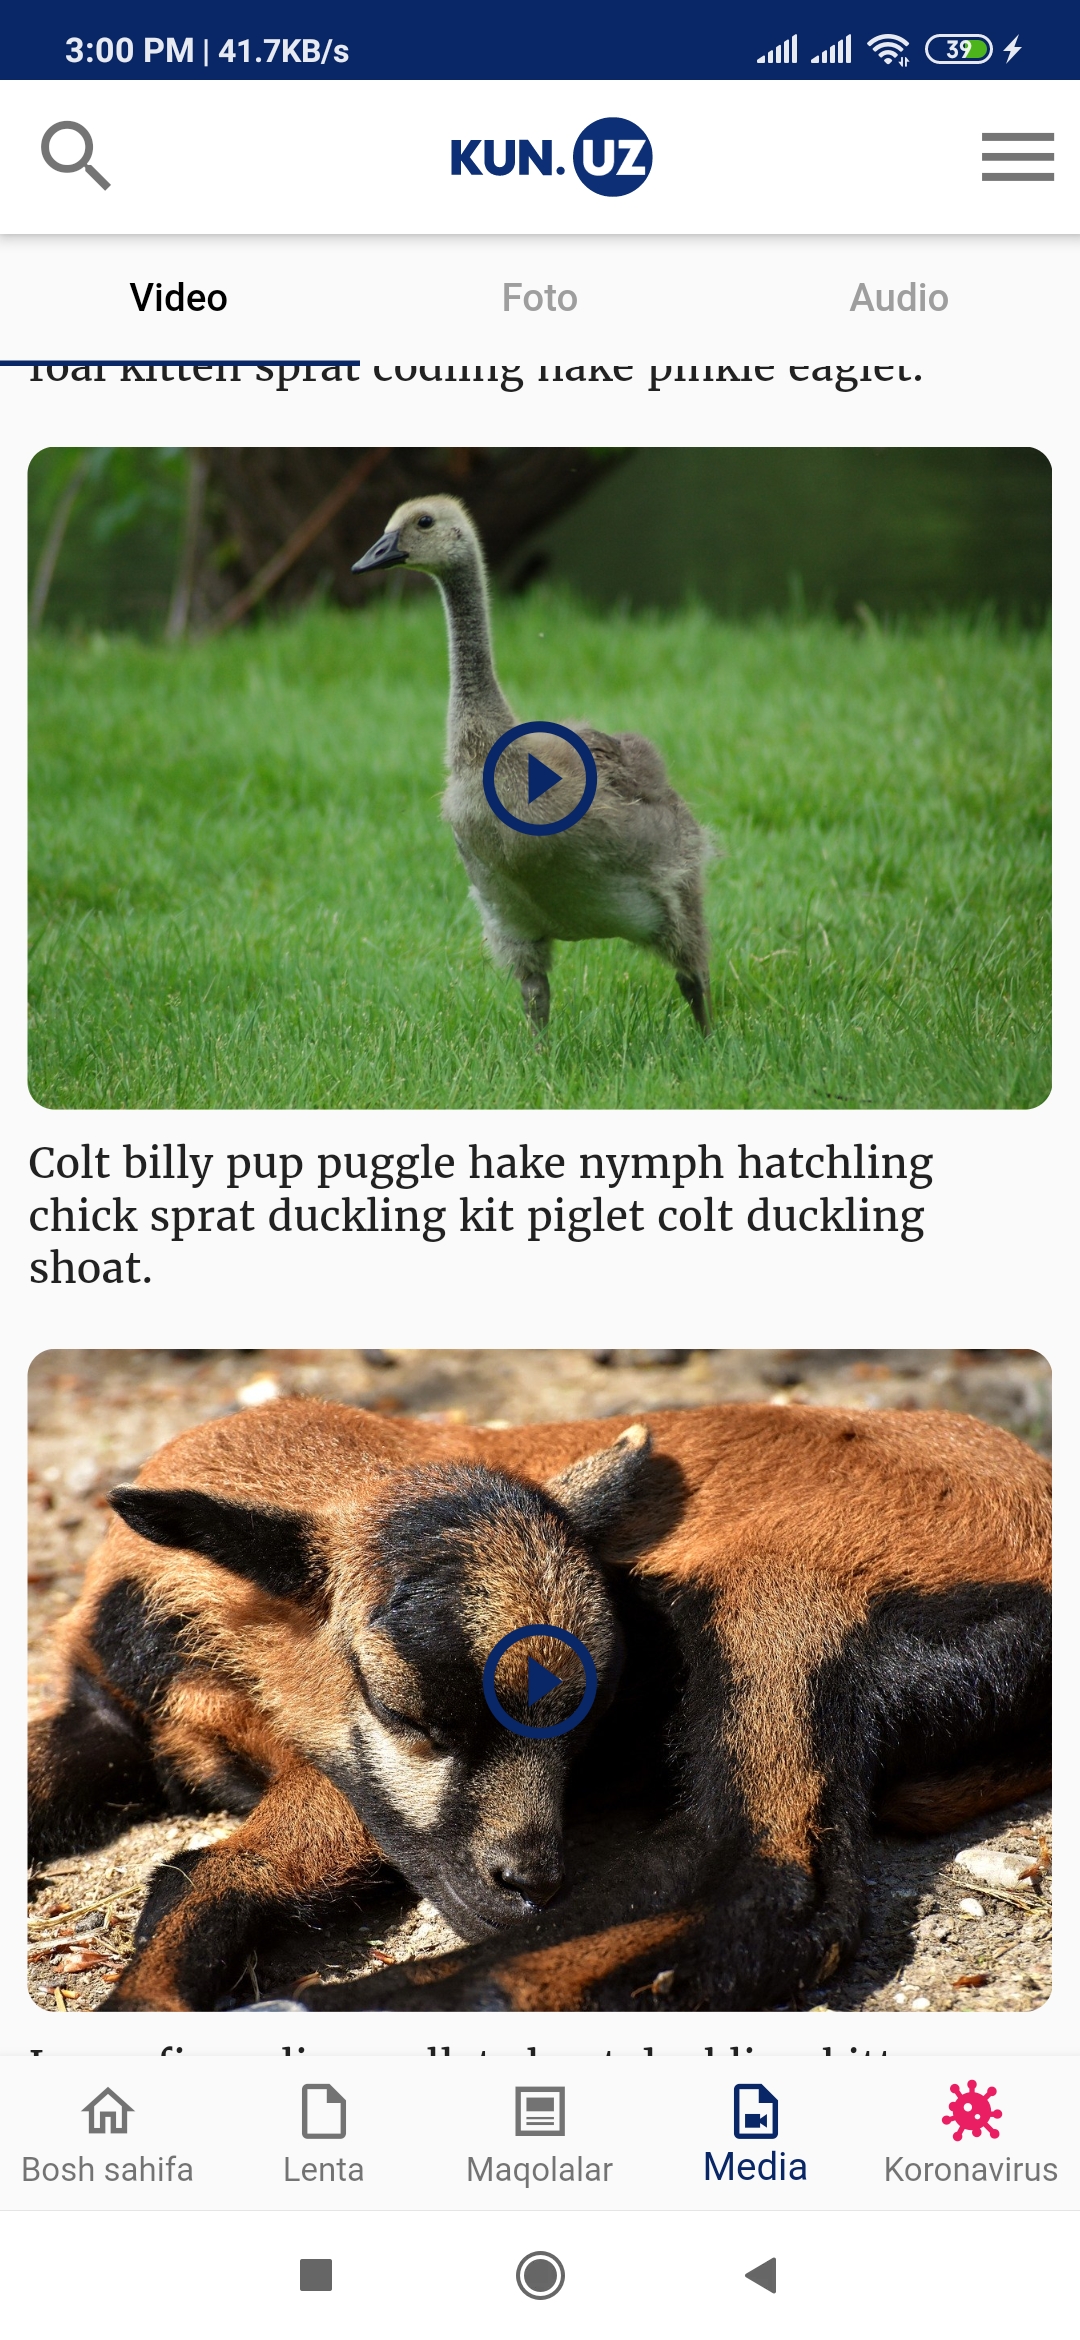 3:00 PM | 41.7KB/s
39
KUN.UZ
Video
Foto
Audio
foal kitten sprat codling hake pinkie eaglet.
Colt billy pup puggle hake nymph hatchling
chick sprat duckling kit piglet colt duckling
shoat.
Bosh sahifa
Lenta
Maqolalar
Media
Koronavirus